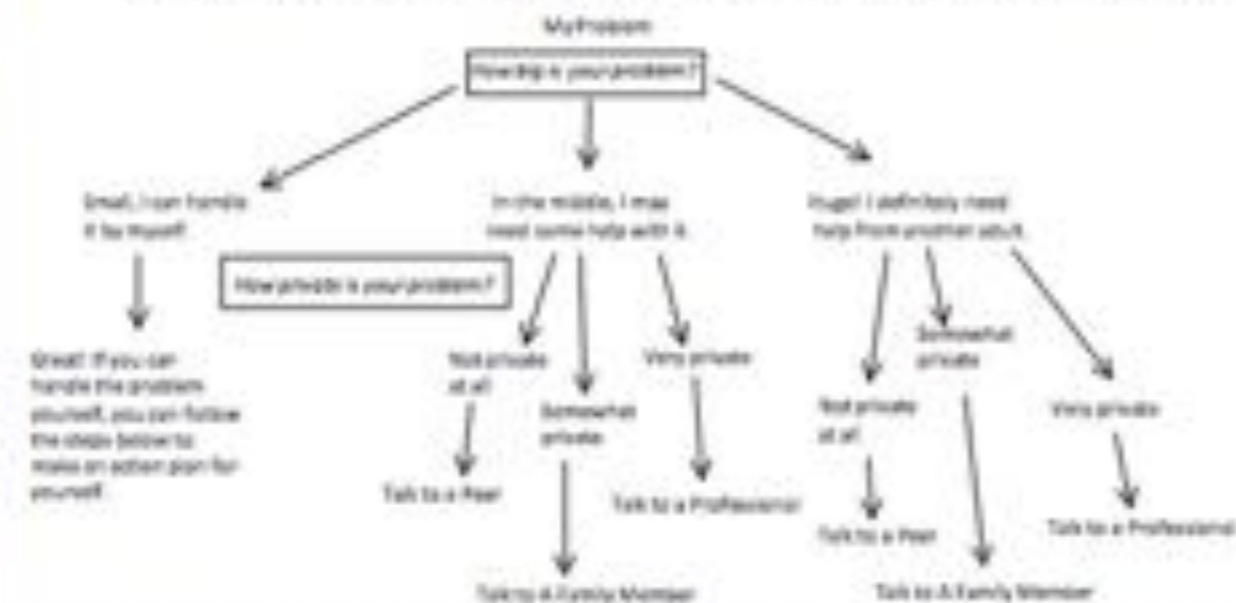 My Problem
How big is your problem?
Small, I can handle
it by myself.
In the middle, I may
need some help with it.
Huge! I definitely need
help from another adult.
How private is your problem?
Great! If you can
handle the problem
yourself, you can follow
the steps below to
make an action plan for
yourself.
Not private
at all
Somewhat
private
Very private
Talk to a Peer
Talk to A Family Member
Talk to a Professional
Not private
at all
Somewhat
private
Very private
Talk to a Peer
Talk to A Family Member
Talk to a Professional